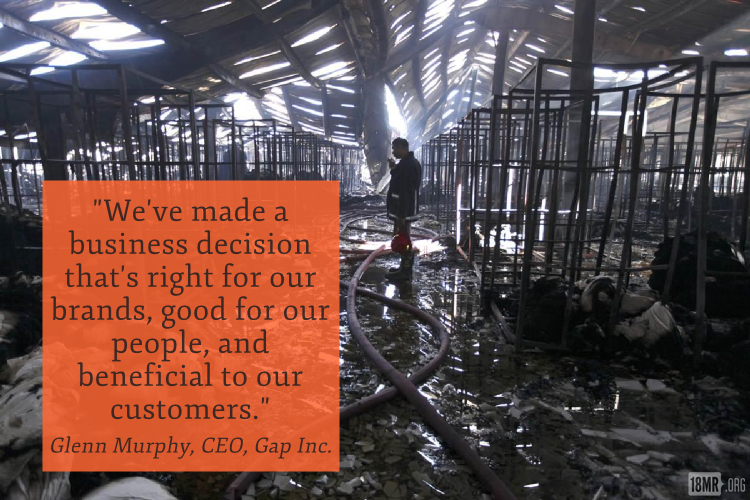 "We've made a
business decision
that's right for our
brands, good for our
people, and
beneficial to our
customers."
Glenn Murphy, CEO, Gap Inc.
18MR.ORG